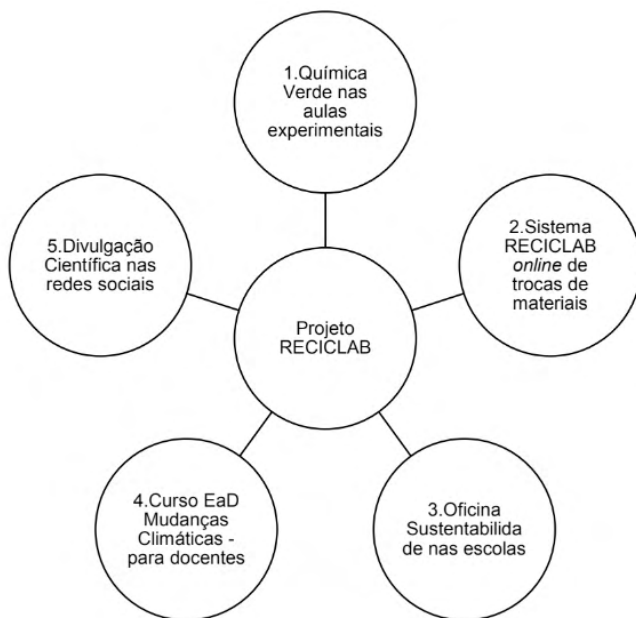 1.Química
Verde nas
aulas
experimentais
2.Sistema
RECICLAB
online de
trocas de
materiais
3.Oficina
Sustentabilida
de nas escolas
4.Curso EaD
Mudanças
Climáticas -
para docentes
5.Divulgação
Científica nas
redes sociais
Projeto
RECICLAB